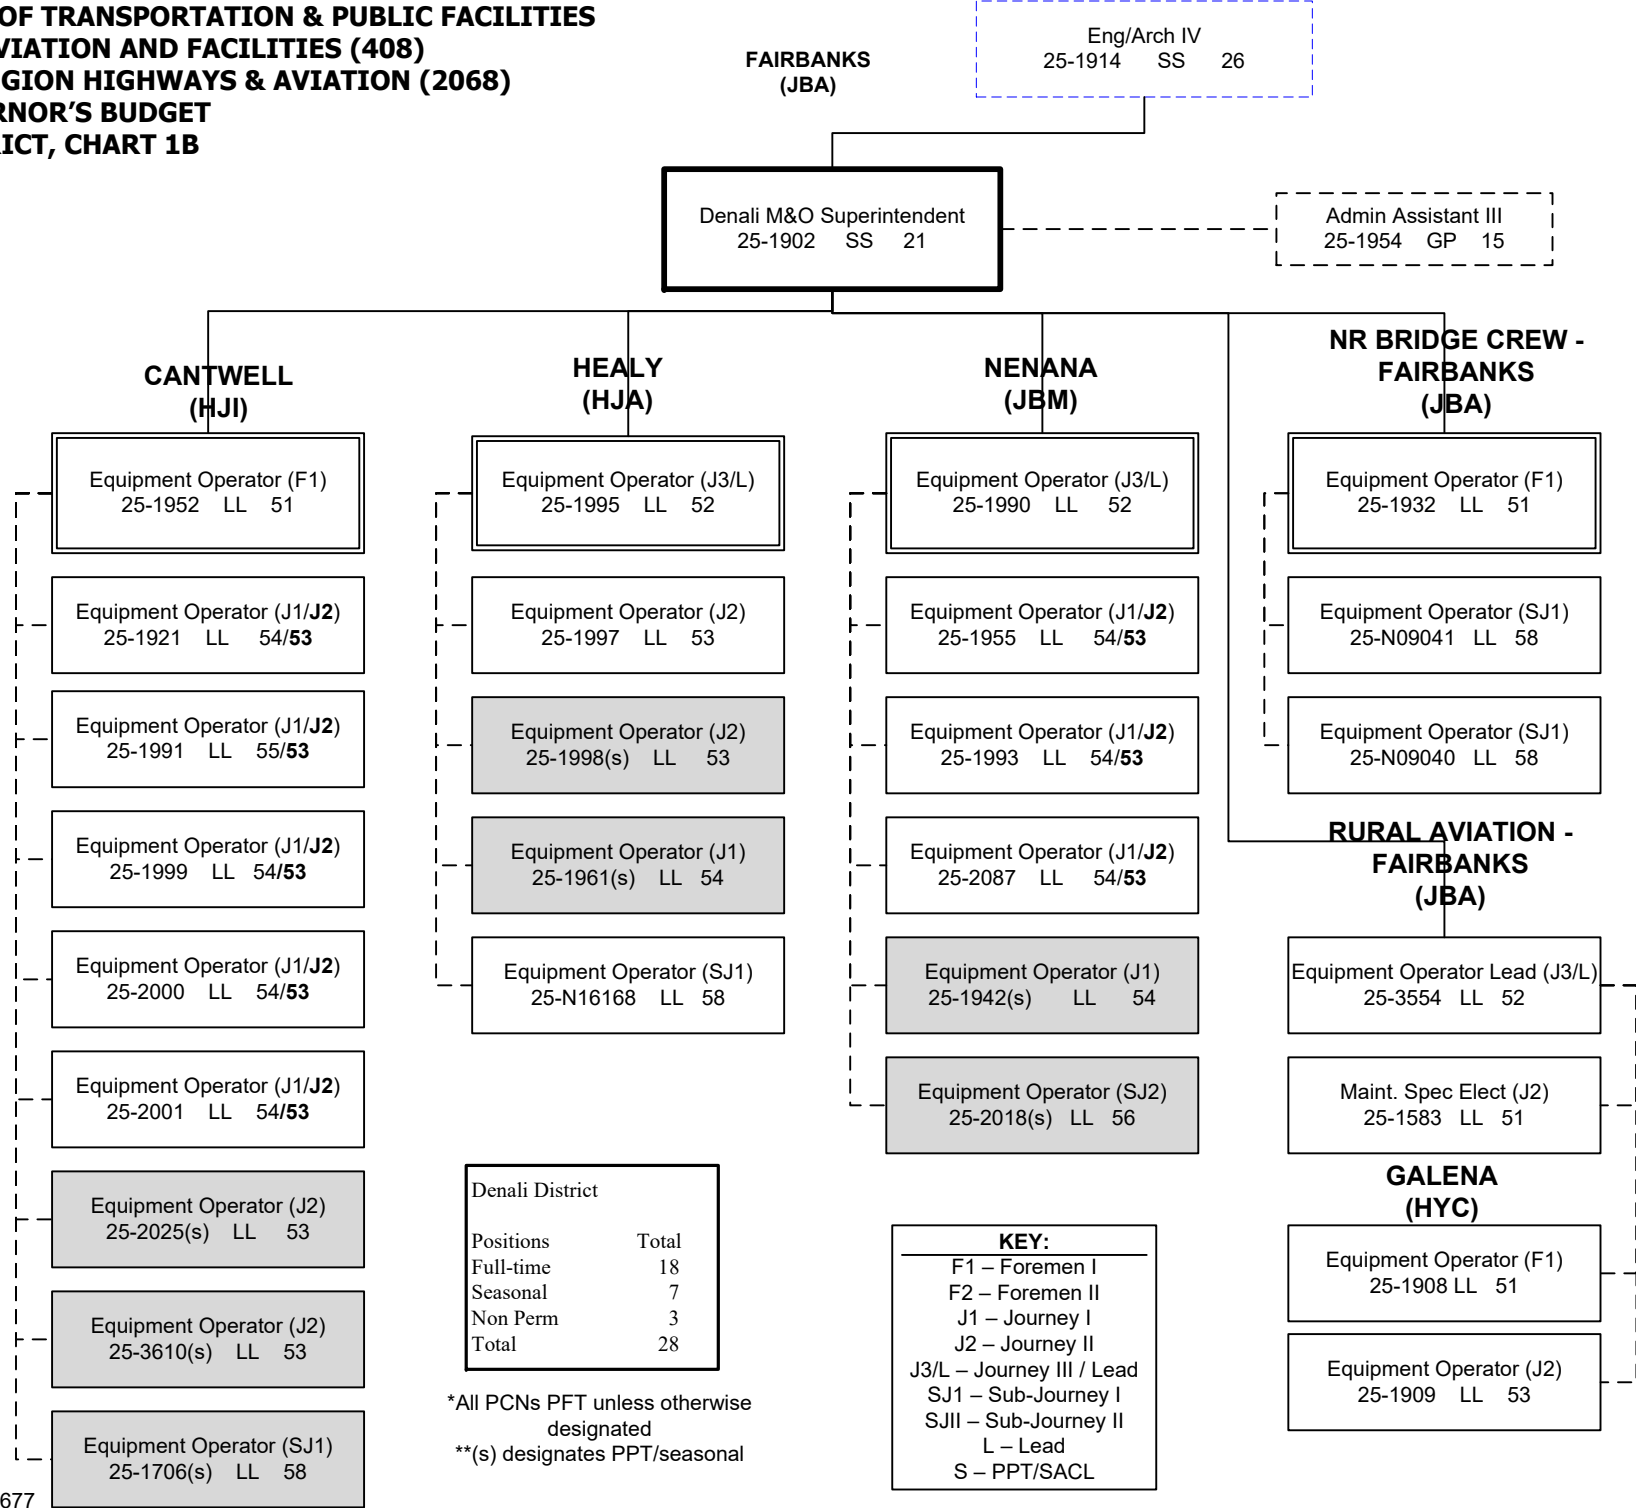 OF TRANSPORTATION & PUBLIC FACILITIES
VIATION AND FACILITIES (408)
GION HIGHWAYS & AVIATION (2068)
RNOR’S BUDGET
RICT, CHART 1B
FAIRBANKS
(JBA)
Eng/Arch IV
25-1914 SS 26
Denali M&O Superintendent
25-1902 SS 21
Admin Assistant III
25-1954 GP 15
CANTWELL
(HJI)
Equipment Operator (F1)
25-1952 LL 51
Equipment Operator (J1/J2)
25-1921 LL 54/53
Equipment Operator (J1/J2)
25-1991 LL 55/53
Equipment Operator (J1/J2)
25-1999 LL 54/53
Equipment Operator (J1/J2)
25-2000 LL 54/53
Equipment Operator (J1/J2)
25-2001 LL 54/53
Equipment Operator (J2)
25-2025(s) LL 53
Equipment Operator (J2)
25-3610(s) LL 53
Equipment Operator (SJ1)
25-1706(s) LL 58
677
HEALY
(HJA)
Equipment Operator (J3/L)
25-1995 LL 52
Equipment Operator (J2)
25-1997 LL 53
Equipment Operator (J2)
25-1998(s) LL 53
Equipment Operator (J1)
25-1961(s) LL 54
Equipment Operator (SJ1)
25-N16168 LL 58
Denali District
Positions Total
Full-time 18
Seasonal 7
Non Perm 3
Total 28
*All PCNs PFT unless otherwise
designated
**(s) designates PPT/seasonal
NENANA
(JBM)
Equipment Operator (J3/L)
25-1990 LL 52
Equipment Operator (J1/J2)
25-1955 LL 54/53
Equipment Operator (J1/J2)
25-1993 LL 54/53
Equipment Operator (J1/J2)
25-2087 LL 54/53
Equipment Operator (J1)
25-1942(s) LL 54
Equipment Operator (SJ2)
25-2018(s) LL 56
KEY:
F1 – Foremen I
F2 – Foremen II
J1 – Journey I
J2 – Journey II
J3/L – Journey III / Lead
SJ1 – Sub-Journey I
SJII – Sub-Journey II
L – Lead
S – PPT/SACL
NR BRIDGE CREW -
FAIRBANKS
(JBA)
Equipment Operator (F1)
25-1932 LL 51
Equipment Operator (SJ1)
25-N09041 LL 58
Equipment Operator (SJ1)
25-N09040 LL 58
RURAL AVIATION -
FAIRBANKS
(JBA)
Equipment Operator Lead (J3/L)
25-3554 LL 52
Maint. Spec Elect (J2)
25-1583 LL 51
GALENA
(HYC)
Equipment Operator (F1)
25-1908 LL 51
Equipment Operator (J2)
25-1909 LL 53